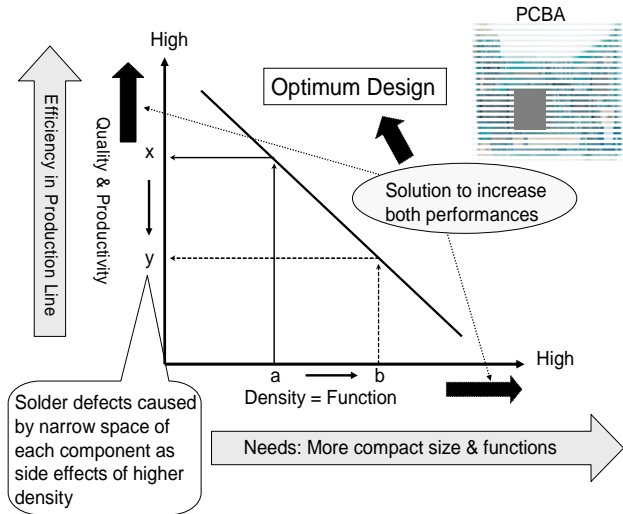 PCBA
High
Optimum Design
Efficiency in Production Line
Quality & Productivity
x
Solution to increase
both performances
y
High
a
b
Density = Function
Solder defects caused
by narrow space of
each component as
side effects of higher
density
Needs: More compact size & functions